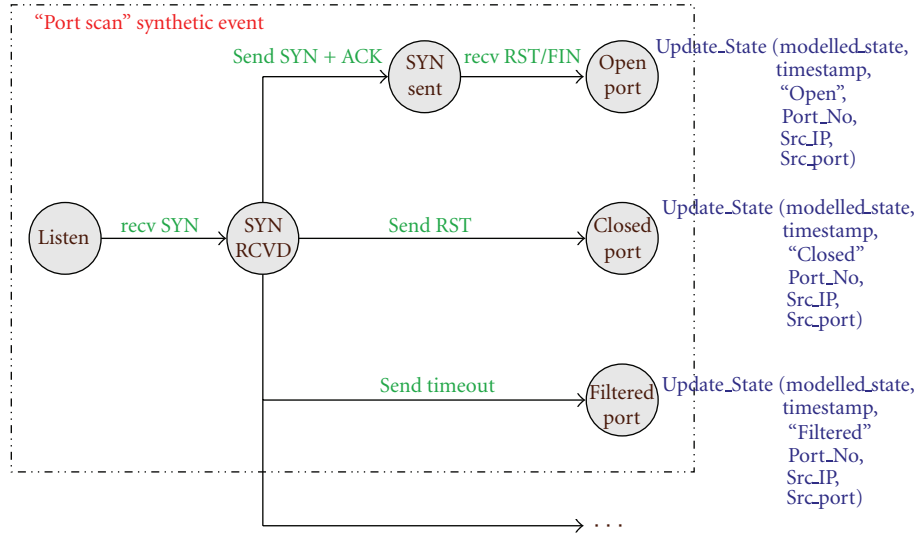 “Port scan” synthetic event
Send SYN + ACK
SYN
sent
recv RST/FIN
Open
port
Update_State (modelled_state,
timestamp,
“Open”,
Port_No,
Src_IP,
Src_port)
Listen
recv SYN
SYN
RCVD
Send RST
Closed
port
Update_State (modelled_state,
timestamp,
“Closed”
Port_No,
Src_IP,
Src_port)
Send timeout
Filtered
port
Update_State (modelled_state,
timestamp,
“Filtered”
Port_No,
Src_IP,
Src_port)
· · ·